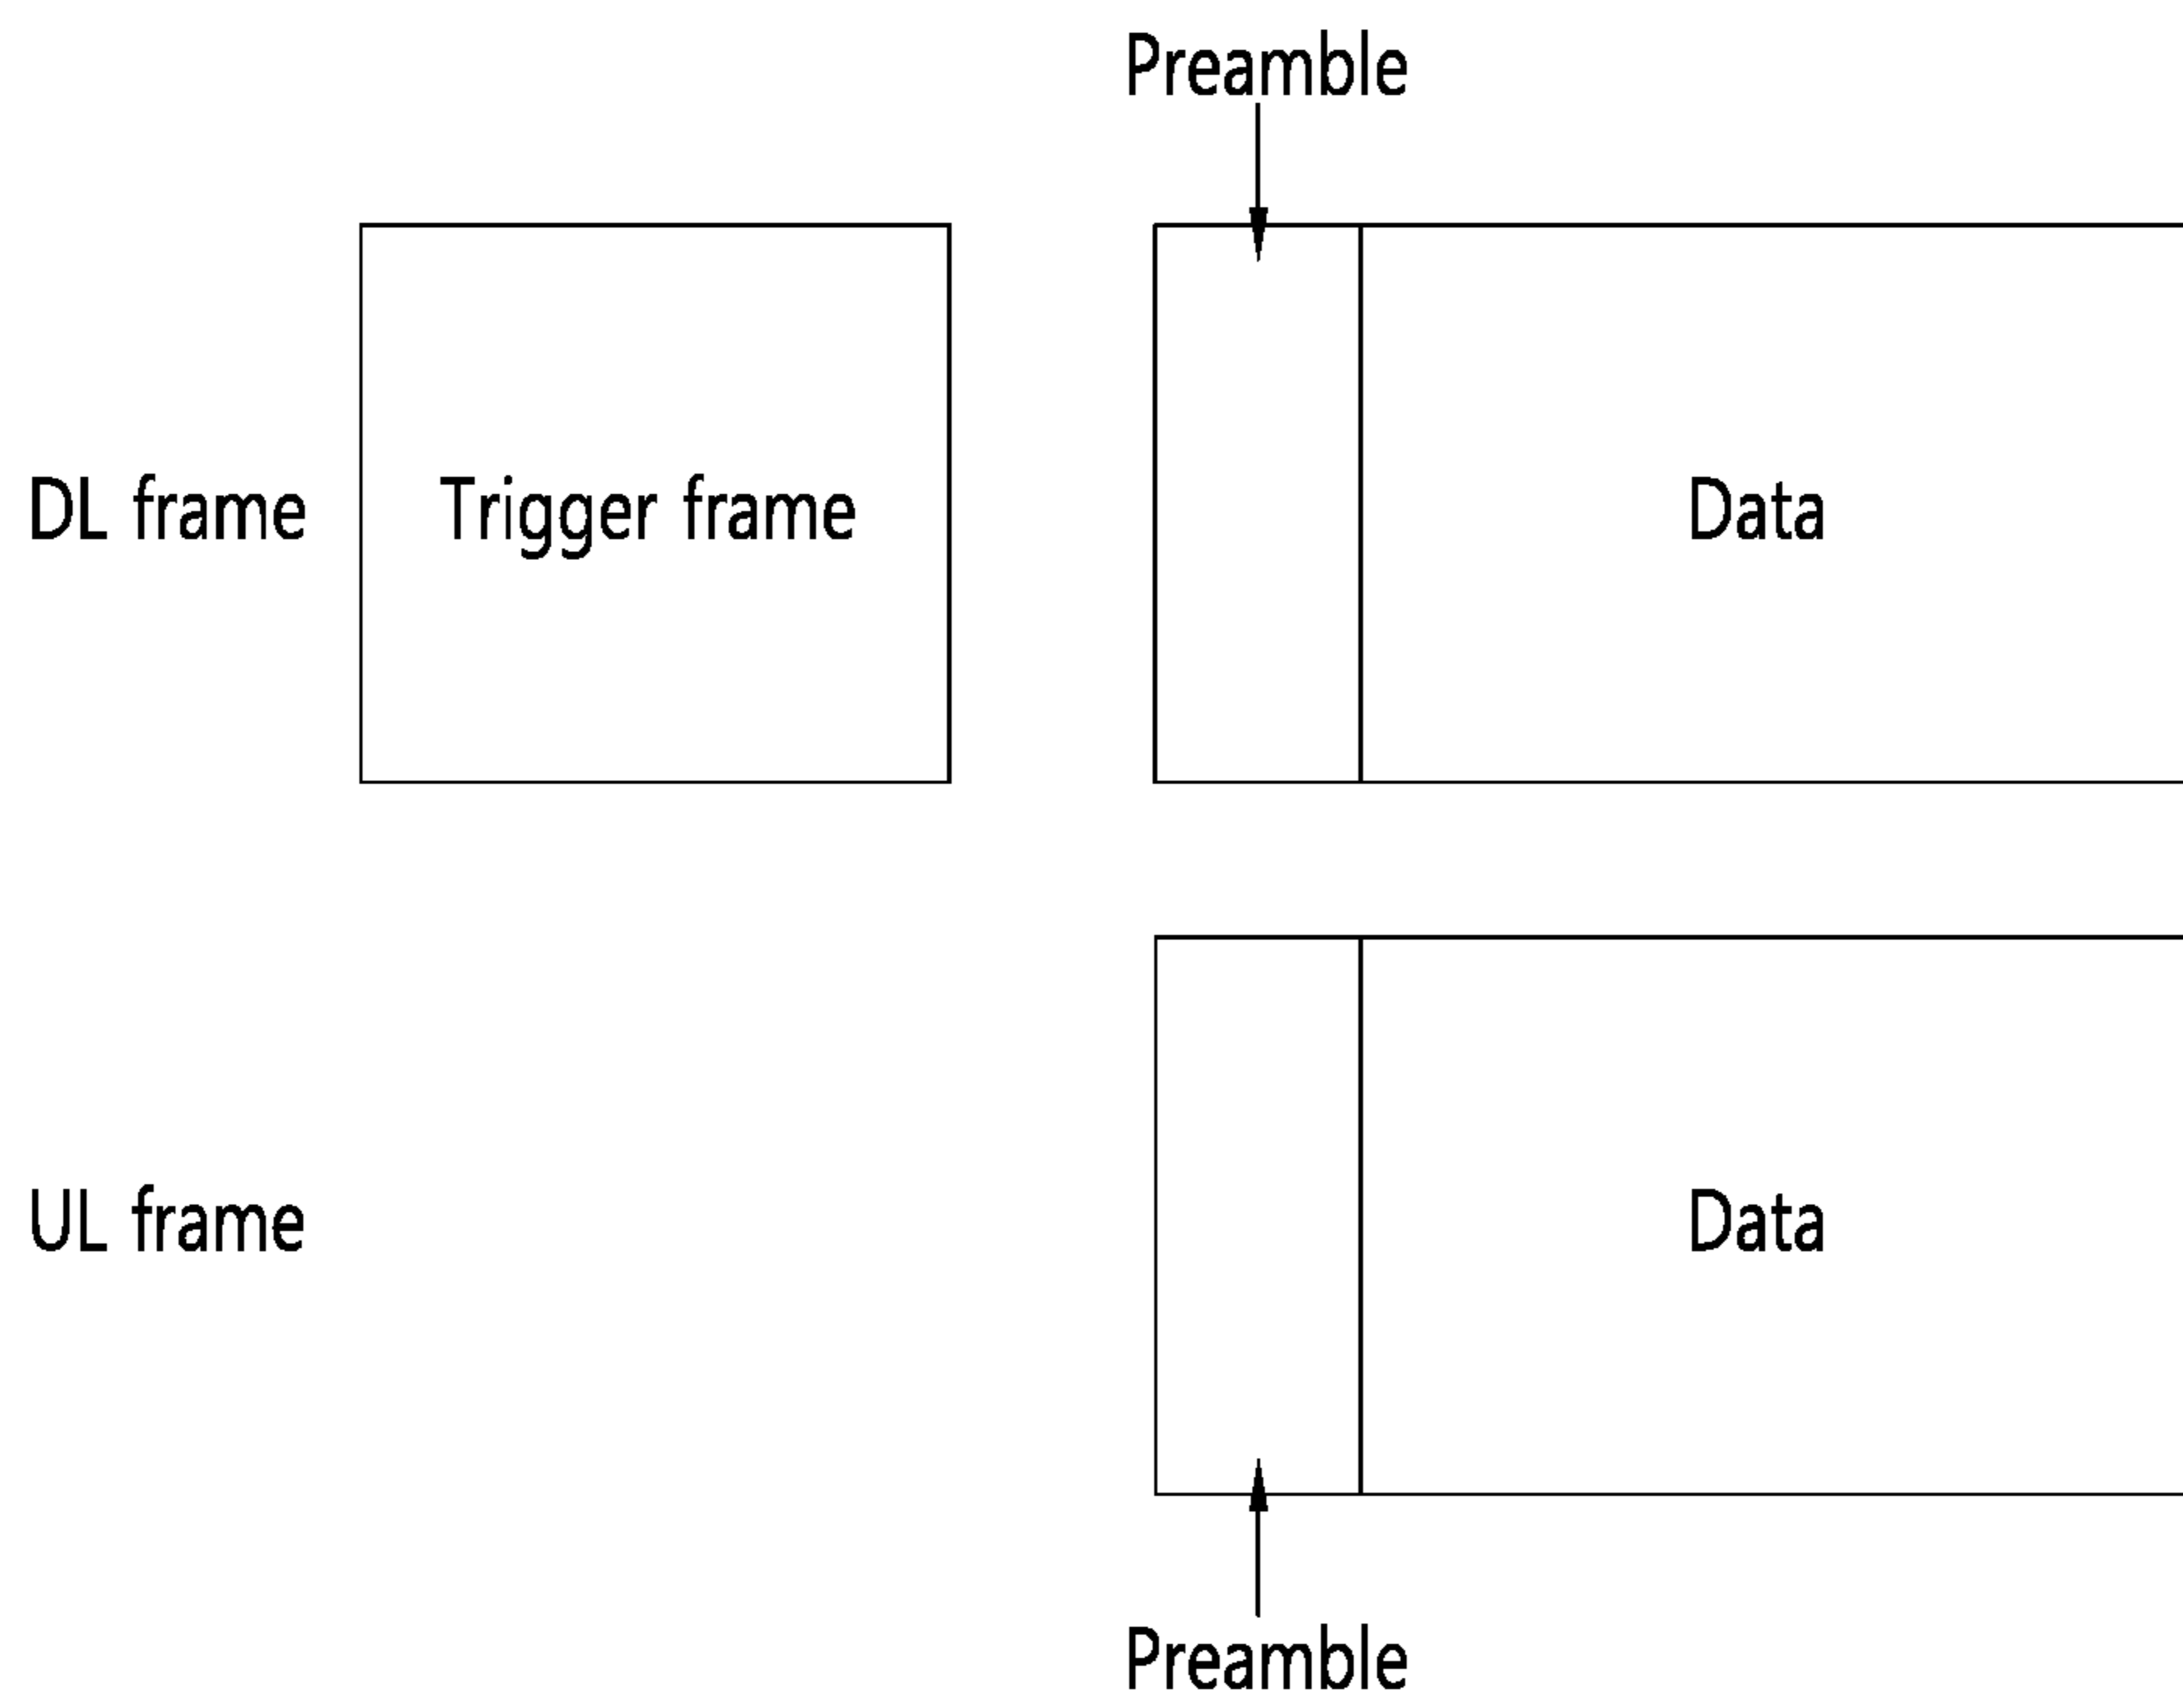 Preamble
DL frame
Trigger frame
Data
UL frame
Data
Preamble